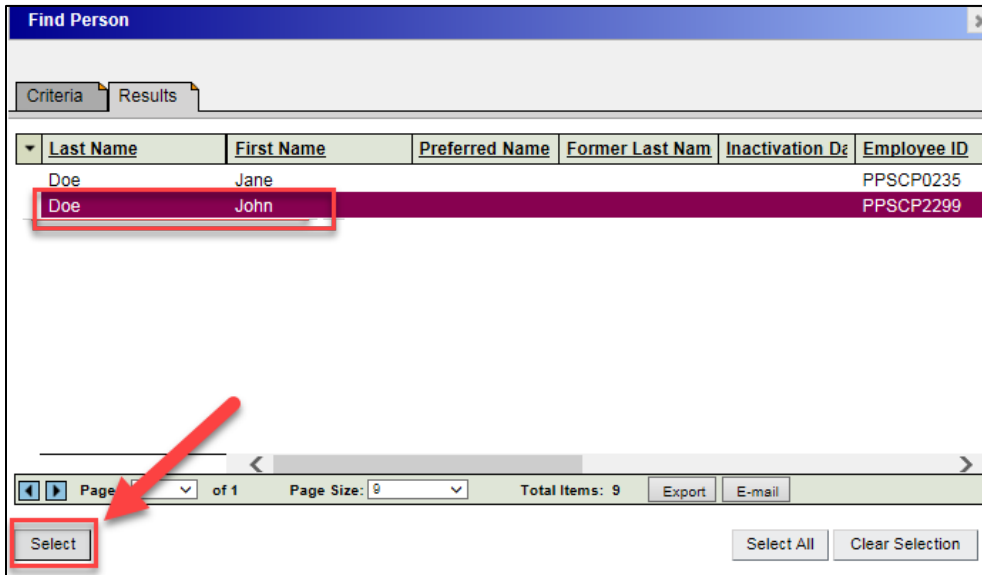 Find Person
Criteria Results
Last Name First Name Preferred Name Former Last Nam Inactivation Da Employee ID
Doe Jane PPSCP0235
Doe John PPSCP2299
Page of 1 Page Size: 9 Total Items: 9 Export E-mail
Select Select All Clear Selection